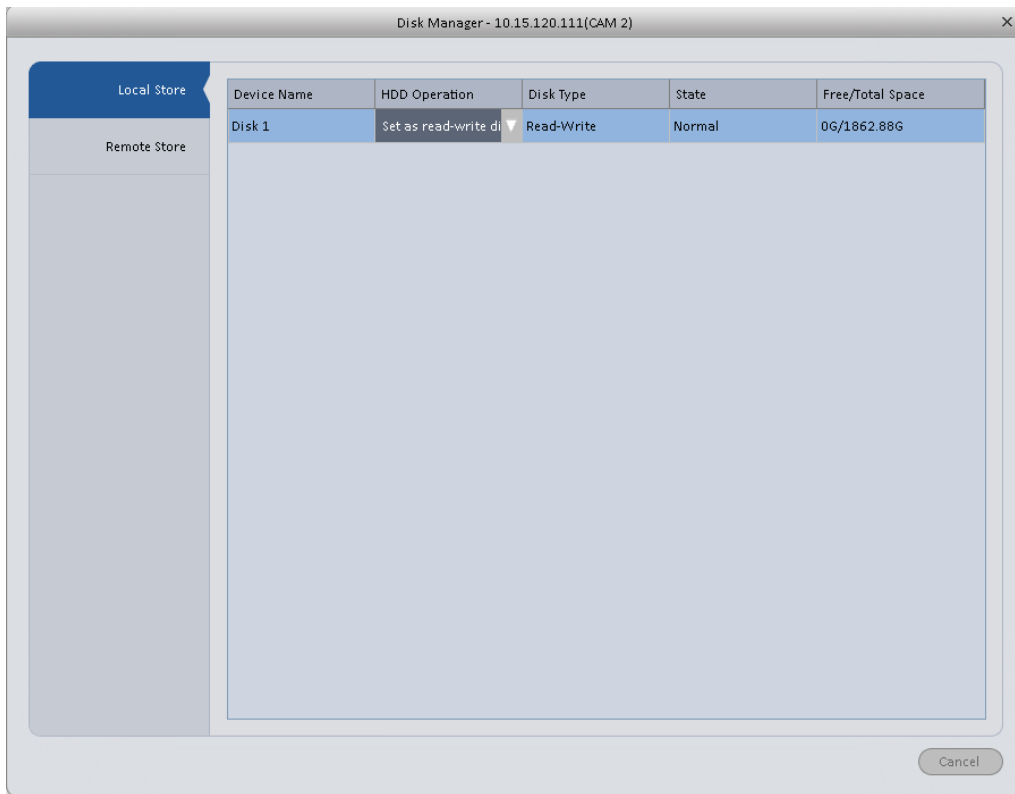 Disk Manager - 10.15.120.111(CAM 2)
Local Store
Remote Store
Device Name HDD Operation Disk Type State Free/Total Space
Disk 1 Set as read-write di Read-Write Normal 0G/1862.88G
Cancel